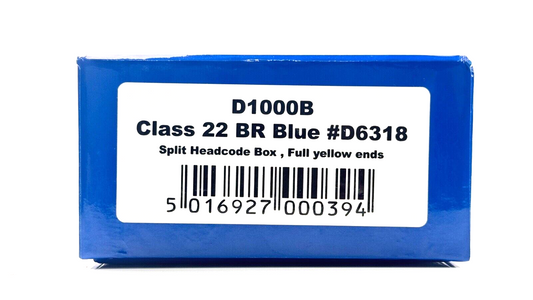 D1000B
Class 22 BR Blue #D6318
Split Headcode Box , Full yellow ends
5 016927 000394